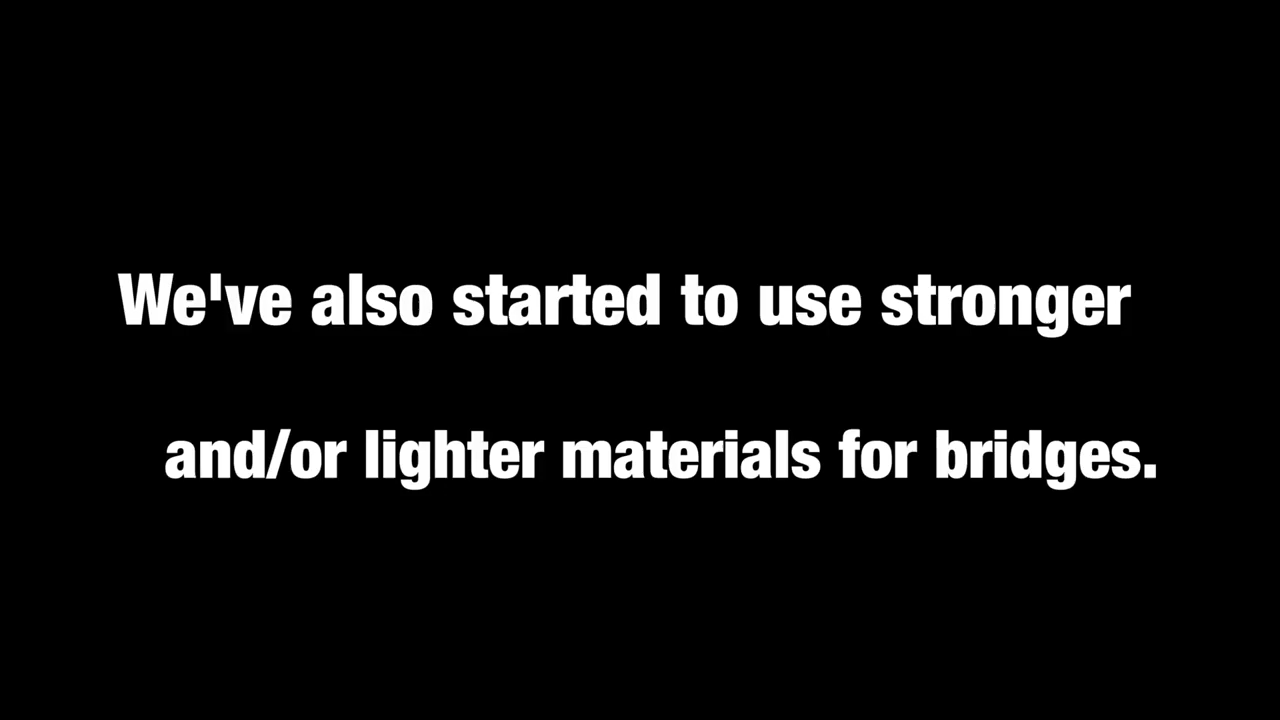 We've also started to use stronger
and/or lighter materials for bridges.